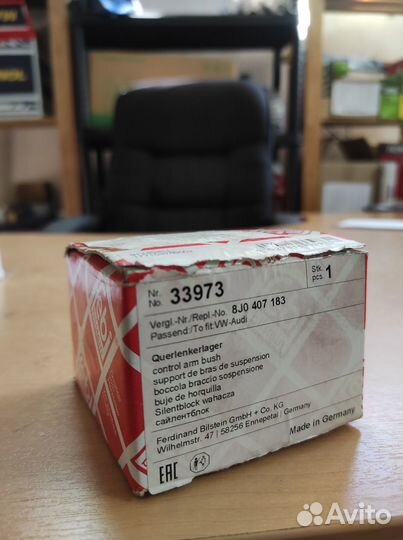 Nr.
No. 33973
Stk.
pcs. 1
Vergl.-Nr./Repl.-No. 8J0 407 183
Passend:/To fit:VW-Audi
Querlenkerlager
control arm bush
support de bras de suspension
boccola braccio sospensione
buje de horquilla
Silentblock wahacza
сайлентблок
Ferdinand Bilstein GmbH + Co. KG
Wilhelmstr. 47 | 58256 Ennepetal | Germany
Made in Germany
EAC
Avito